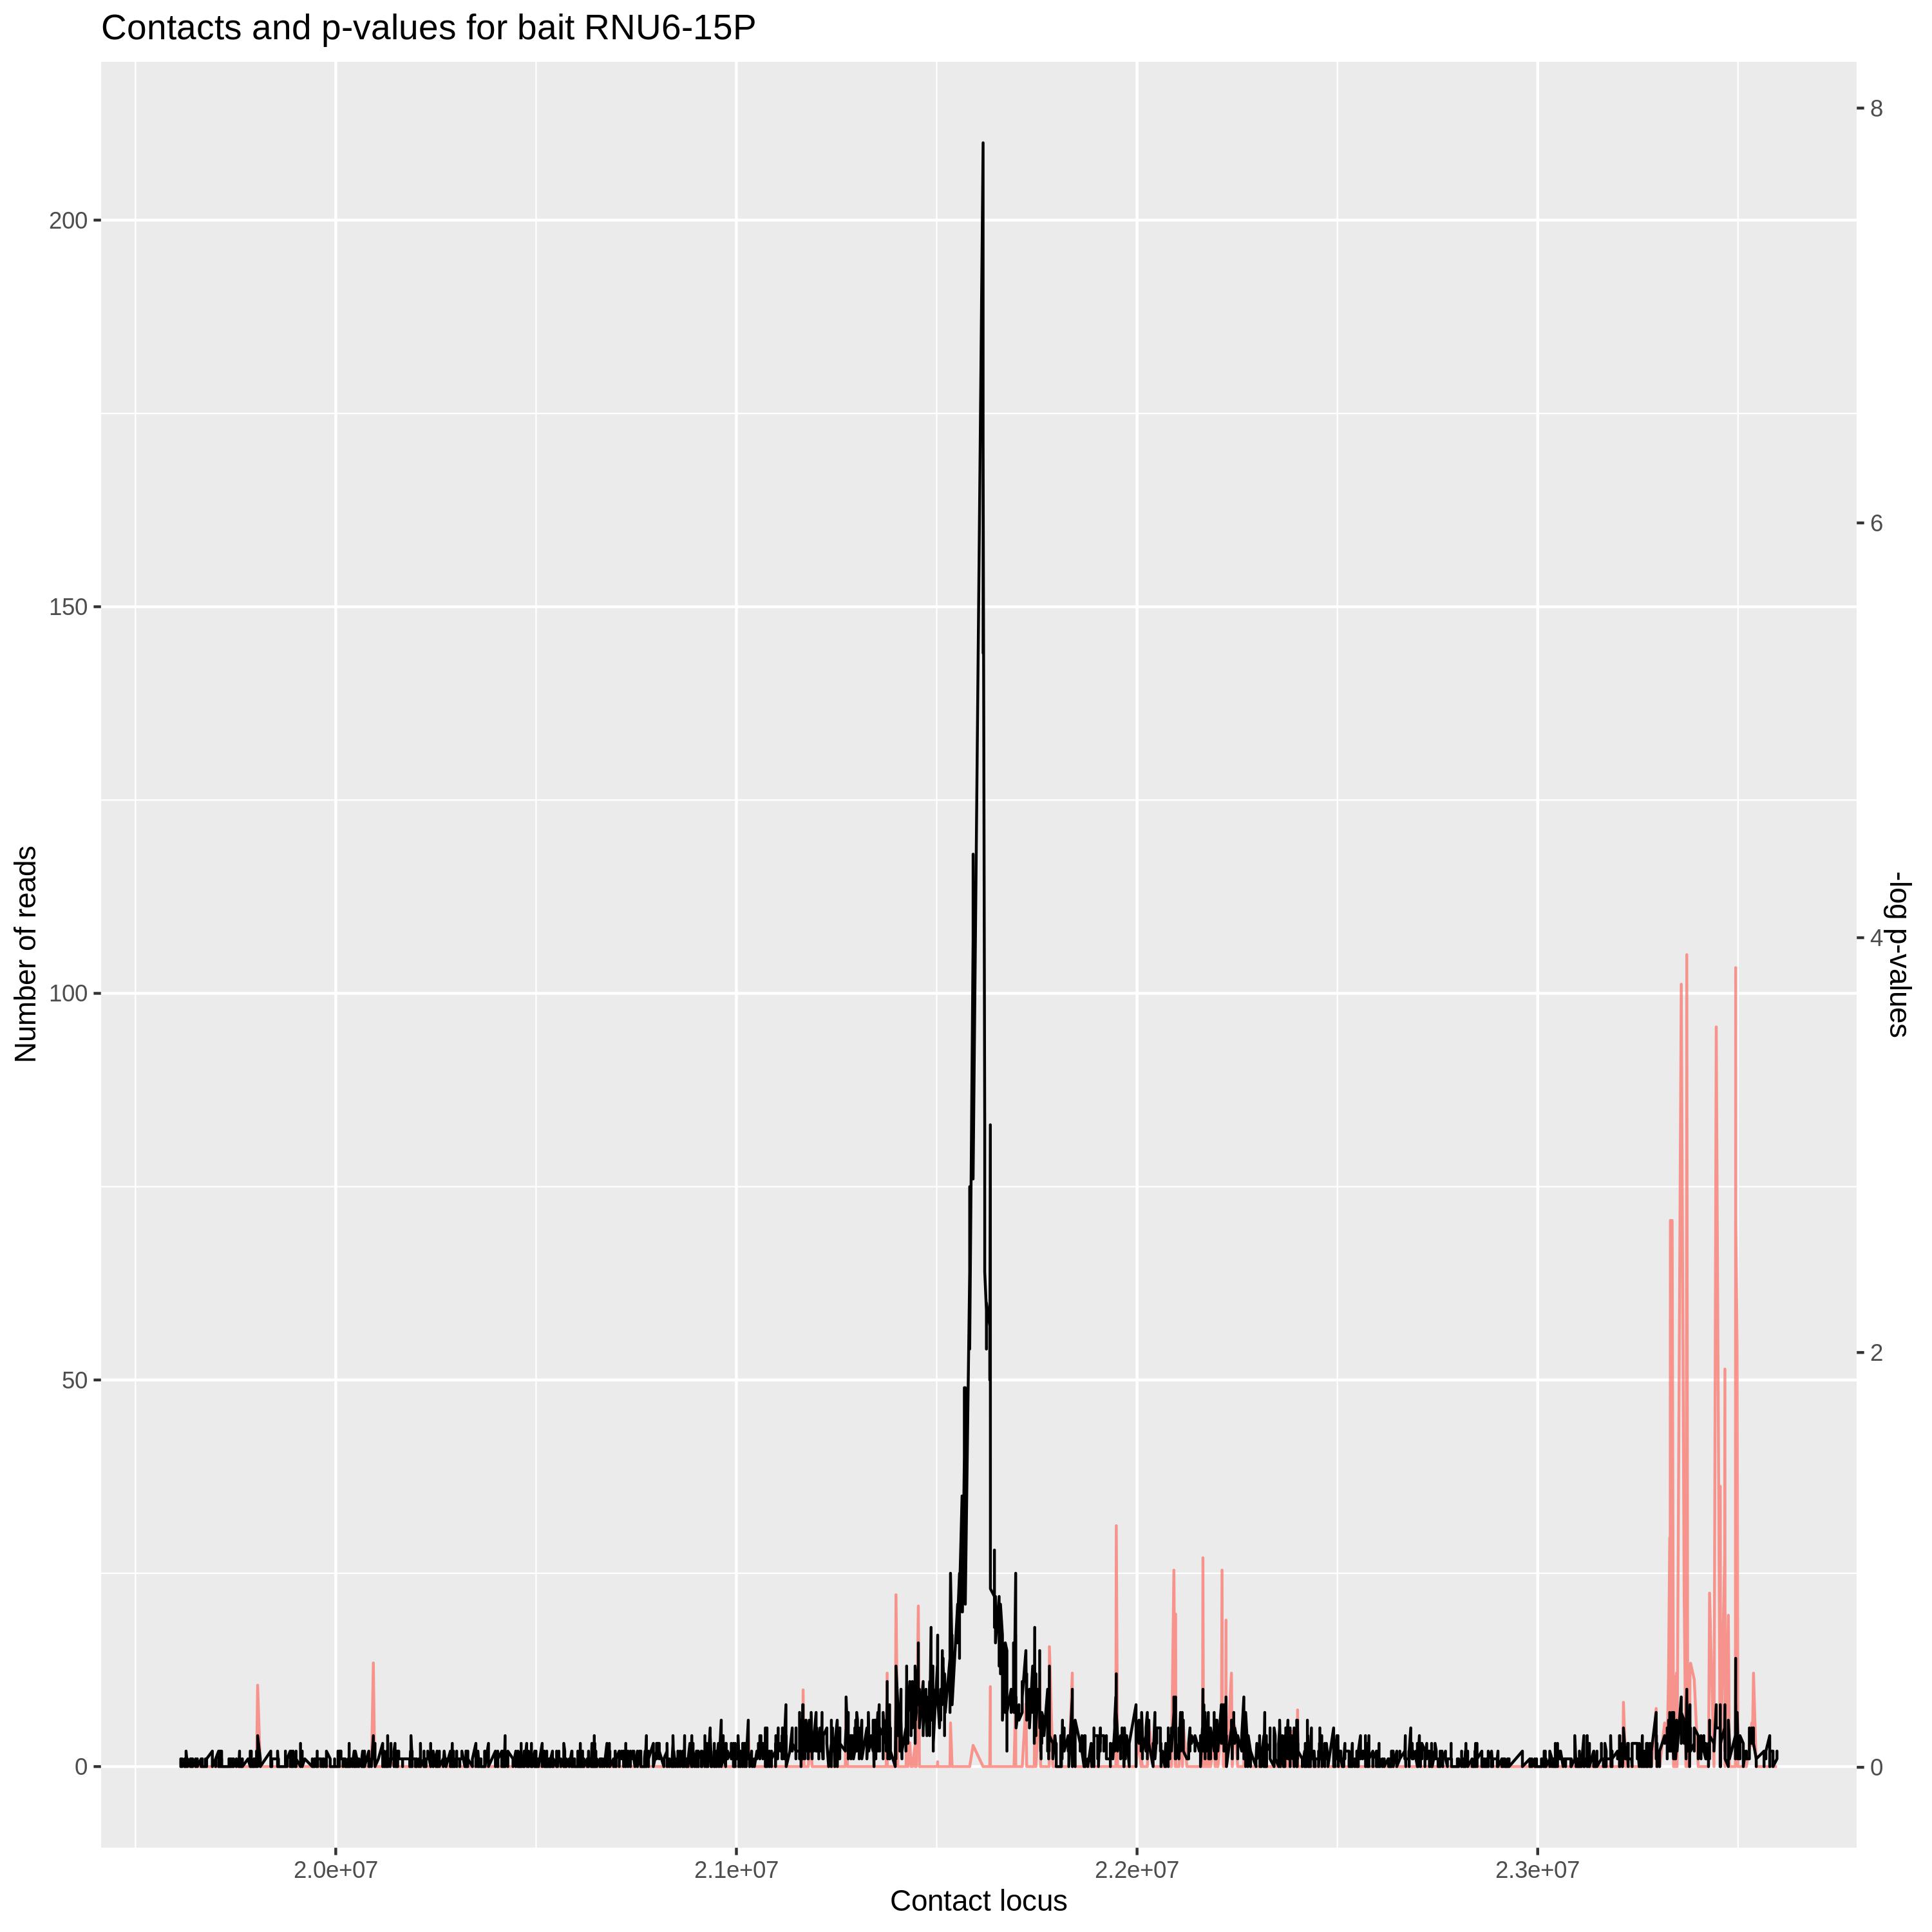 Contacts and p-values for bait RNU6-15P
Number of reads
200
150
100
50
0
8
6
4
2
0
-log p-values
2.0e+07
2.1e+07
2.2e+07
2.3e+07
Contact locus